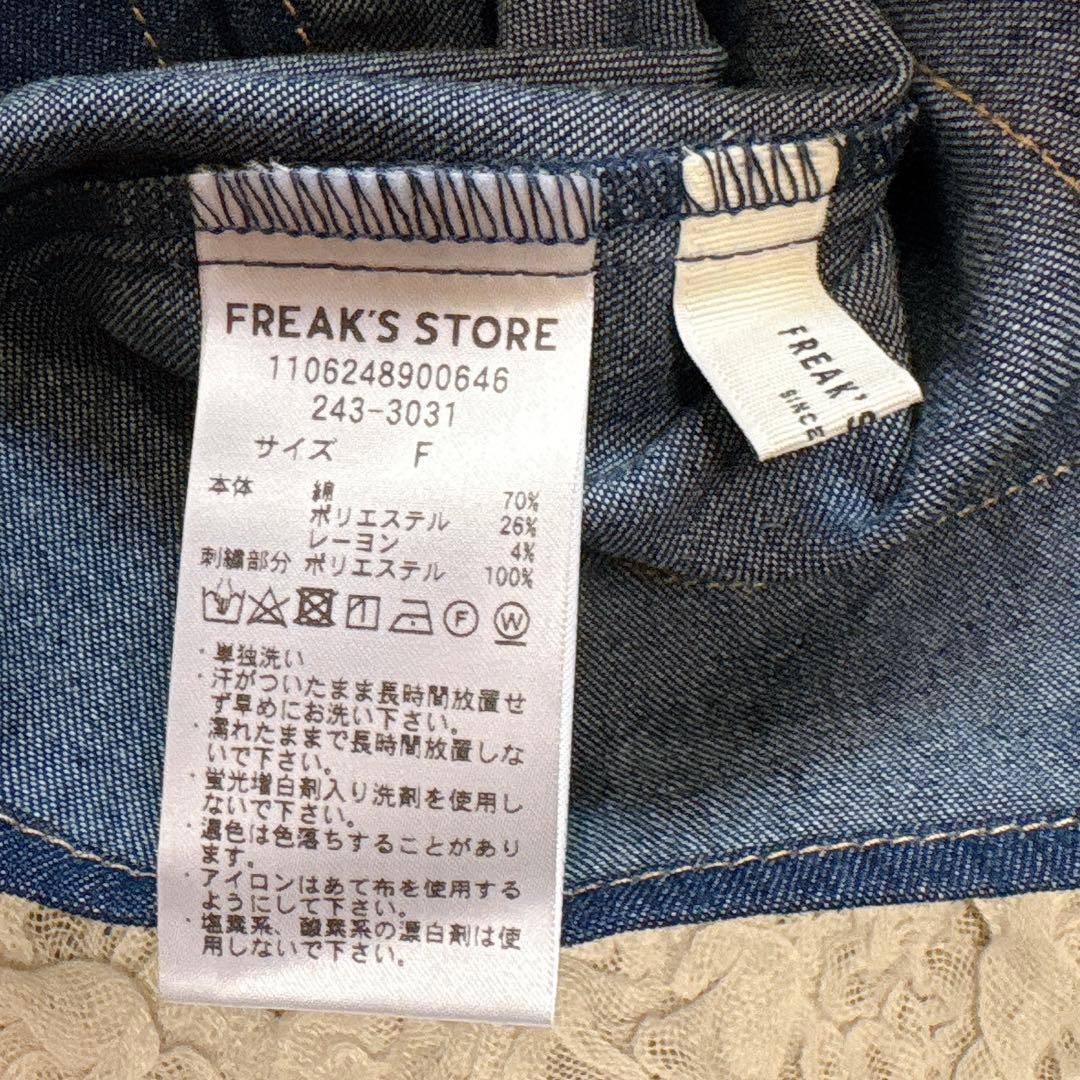 FREAK'S STORE
1106248900646
243-3031
サイズ F
本体 綿 70%
ポリエステル 26%
レーヨン 4%
刺繍部分 ポリエステル 100%
F W
・単独洗い
・汗がついたまま長時間放置せ
ず早めにお洗い下さい。
・濡れたままで長時間放置しな
いで下さい。
・蛍光増白剤入り洗剤を使用し
ないで下さい。
・濃色は色落ちすることがあり
ます。
・アイロンはあて布を使用する
ようにして下さい。
・塩素系、酸素系の漂白剤は使
用しないで下さい。
FREAK'S
SINCE